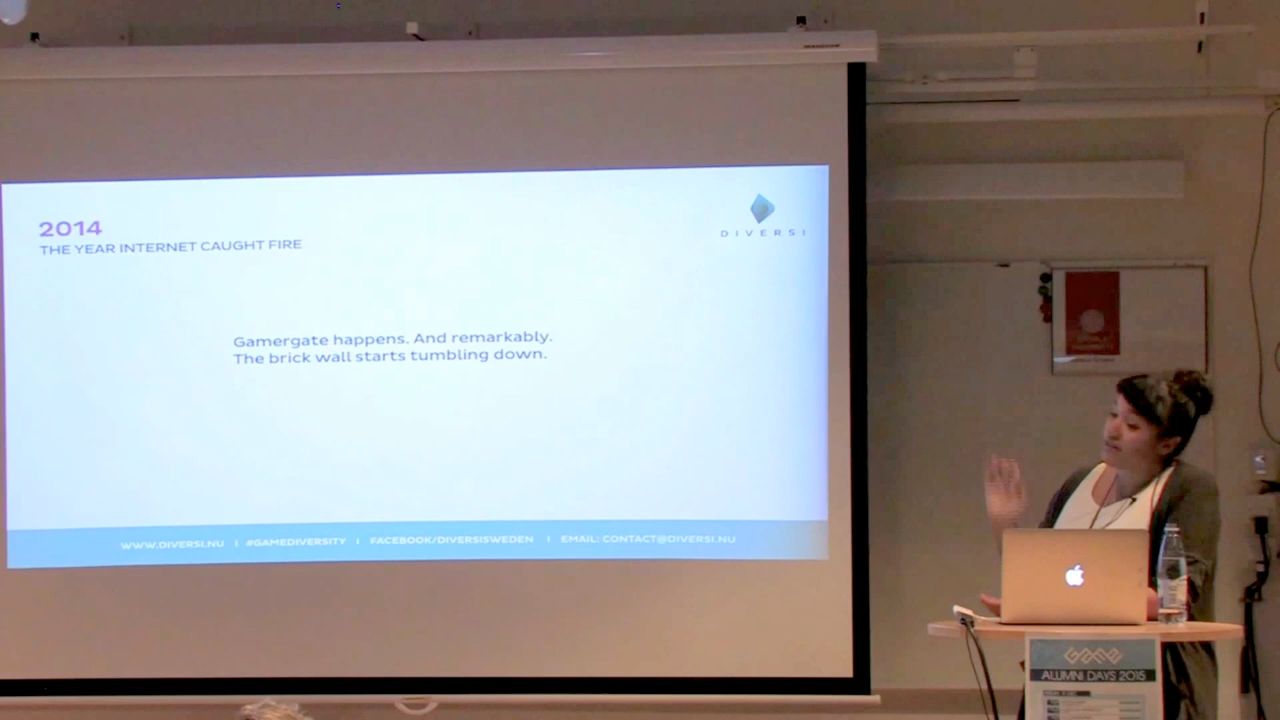 2014
THE YEAR INTERNET CAUGHT FIRE
DIVERSI
Gamergate happens. And remarkably.
The brick wall starts tumbling down.
WWW.DIVERSI.NU I #GAMEDIVERSITY I FACEBOOK/DIVERSISWEDEN I EMAIL: CONTACT@DIVERSI.NU
GAME
ALUMNI DAYS 2015